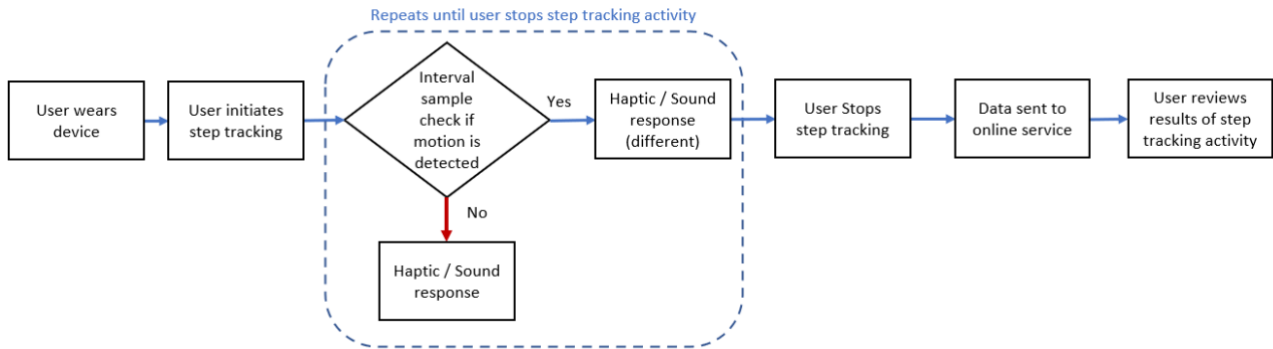 Repeats until user stops step tracking activity
User wears
device
User initiates
step tracking
Interval
sample
check if
motion is
detected
Yes
Haptic / Sound
response
(different)
User Stops
step tracking
Data sent to
online service
User reviews
results of step
tracking activity
No
Haptic / Sound
response